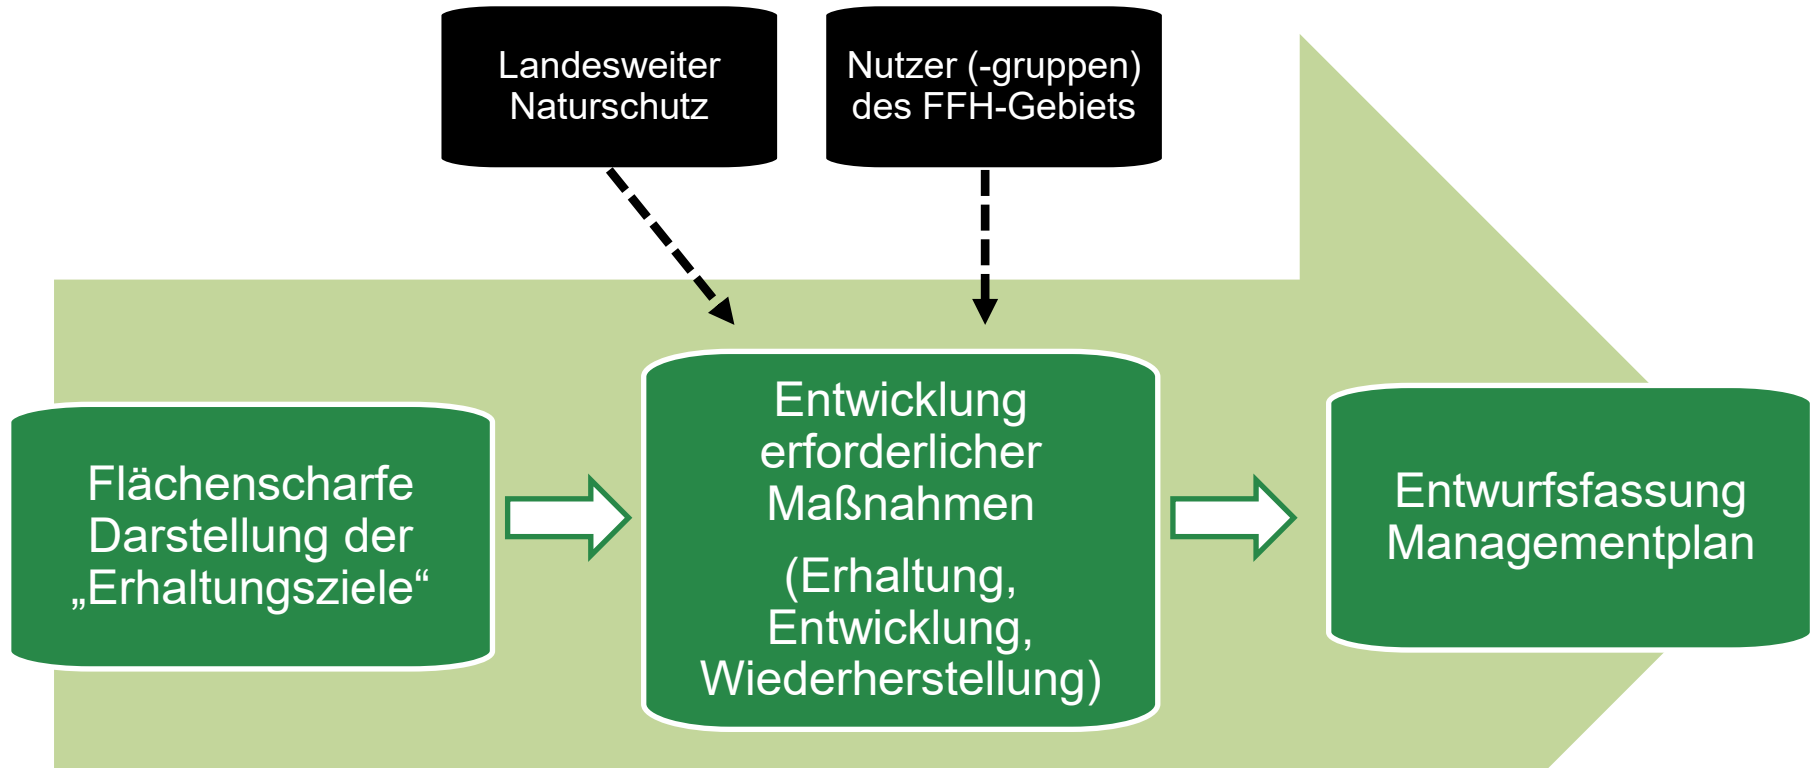 Landesweiter
Naturschutz
Nutzer (-gruppen)
des FFH-Gebiets
Flächenscharfe
Darstellung der
„Erhaltungsziele“
Entwicklung
erforderlicher
Maßnahmen
(Erhaltung,
Entwicklung,
Wiederherstellung)
Entwurfsfassung
Managementplan